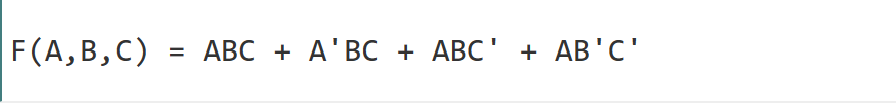 F(A,B,C) = ABC + A'BC + ABC' + AB'C'